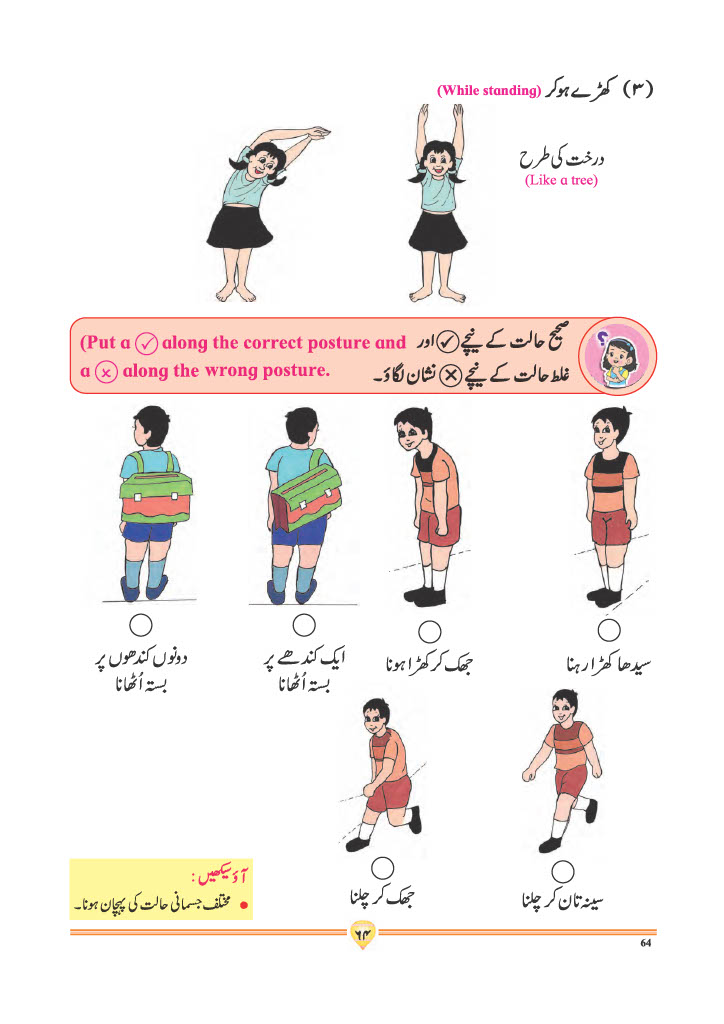 (۳) کھڑے ہوکر (While standing)
درخت کی طرح
(Like a tree)
صحیح حالت کے نیچے ✓ اور (Put a ✓ along the correct posture and
غلط حالت کے نیچے ✕ نشان لگاؤ۔ a ✕ along the wrong posture.
سیدھا کھڑا رہنا
جھک کر کھڑا ہونا
ایک کندھے پر
بستہ اُٹھانا
دونوں کندھوں پر
بستہ اُٹھانا
سینہ تان کر چلنا
جھک کر چلنا
آؤ سیکھیں :
• مختلف جسمانی حالت کی پہچان ہونا۔
۶۴
64